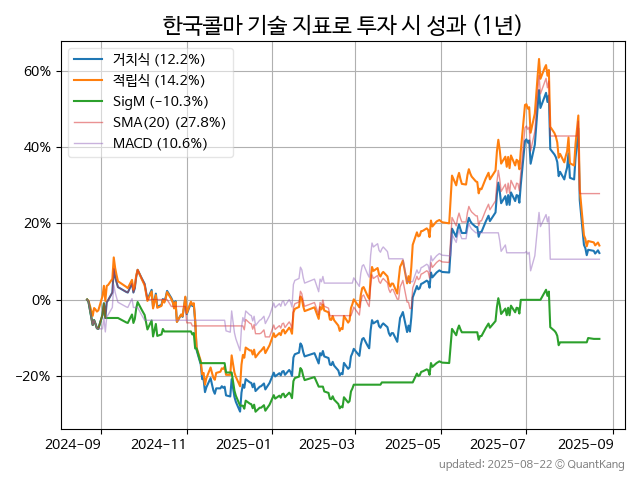 한국콜마 기술 지표로 투자 시 성과 (1년)
거치식 (12.2%)
적립식 (14.2%)
SigM (−10.3%)
SMA(20) (27.8%)
MACD (10.6%)
60%
40%
20%
0%
−20%
2024−09 2024−11 2025−01 2025−03 2025−05 2025−07 2025−09
updated: 2025-08-22 © QuantKang